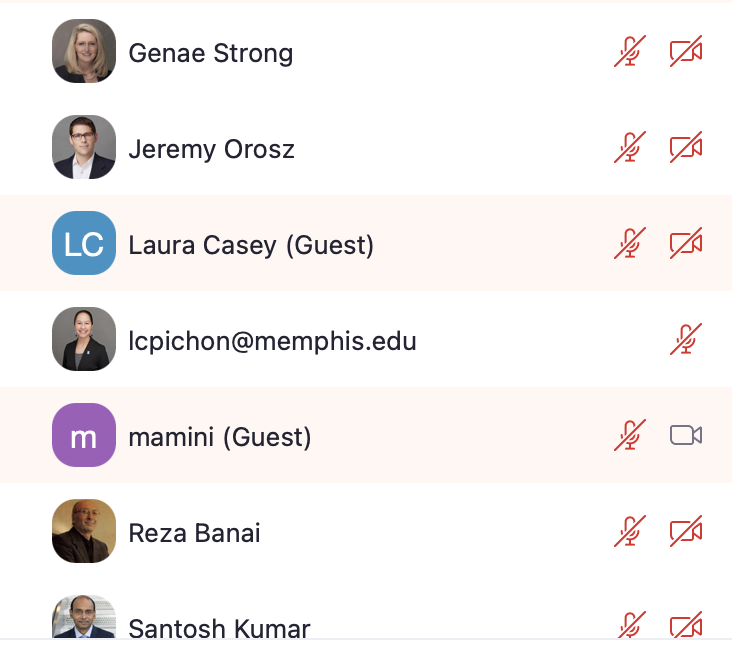 Genae Strong
Jeremy Orosz
LC Laura Casey (Guest)
lcpichon@memphis.edu
m mamini (Guest)
Reza Banai
Santosh Kumar